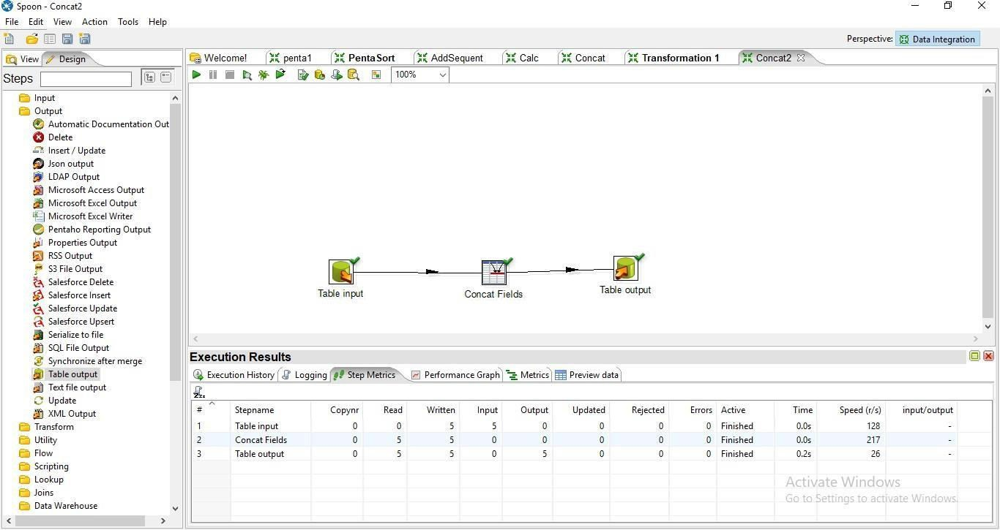 Spoon - Concat2
File Edit View Action Tools Help
Perspective: Data Integration
View Design
Welcome! penta1 PentaSort AddSequent Calc Concat Transformation 1 Concat2
Steps
100%
Input
Output
Automatic Documentation Out
Delete
Insert / Update
Json output
LDAP Output
Microsoft Access Output
Microsoft Excel Output
Microsoft Excel Writer
Pentaho Reporting Output
Properties Output
RSS Output
S3 File Output
Salesforce Delete
Salesforce Insert
Salesforce Update
Salesforce Upsert
Serialize to file
SQL File Output
Synchronize after merge
Table output
Text file output
Update
XML Output
Transform
Utility
Flow
Scripting
Lookup
Joins
Data Warehouse
Table input
Concat Fields
Table output
Execution Results
Execution History Logging Step Metrics Performance Graph Metrics Preview data
# Stepname Copynr Read Written Input Output Updated Rejected Errors Active Time Speed (r/s) input/output
1 Table input 0 0 5 5 0 0 0 0 Finished 0.0s 128 -
2 Concat Fields 0 5 5 0 0 0 0 0 Finished 0.0s 217 -
3 Table output 0 5 5 0 5 0 0 0 Finished 0.2s 26 -
Activate Windows
Go to Settings to activate Windows.